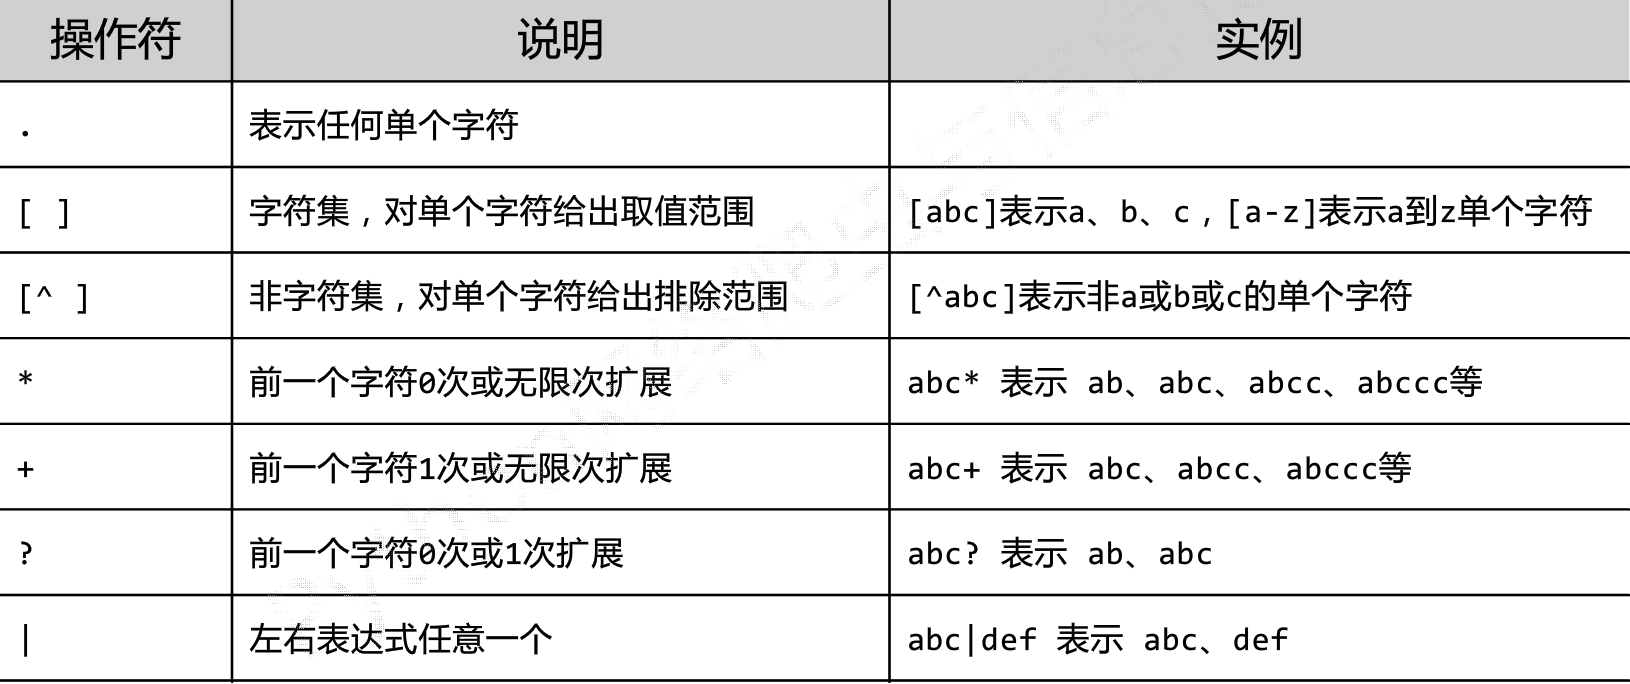 操作符 说明 实例
. 表示任何单个字符
[ ] 字符集，对单个字符给出取值范围 [abc]表示a、b、c，[a-z]表示a到z单个字符
[^ ] 非字符集，对单个字符给出排除范围 [^abc]表示非a或b或c的单个字符
* 前一个字符0次或无限次扩展 abc* 表示 ab、abc、abcc、abccc等
+ 前一个字符1次或无限次扩展 abc+ 表示 abc、abcc、abccc等
? 前一个字符0次或1次扩展 abc? 表示 ab、abc
| 左右表达式任意一个 abc|def 表示 abc、def